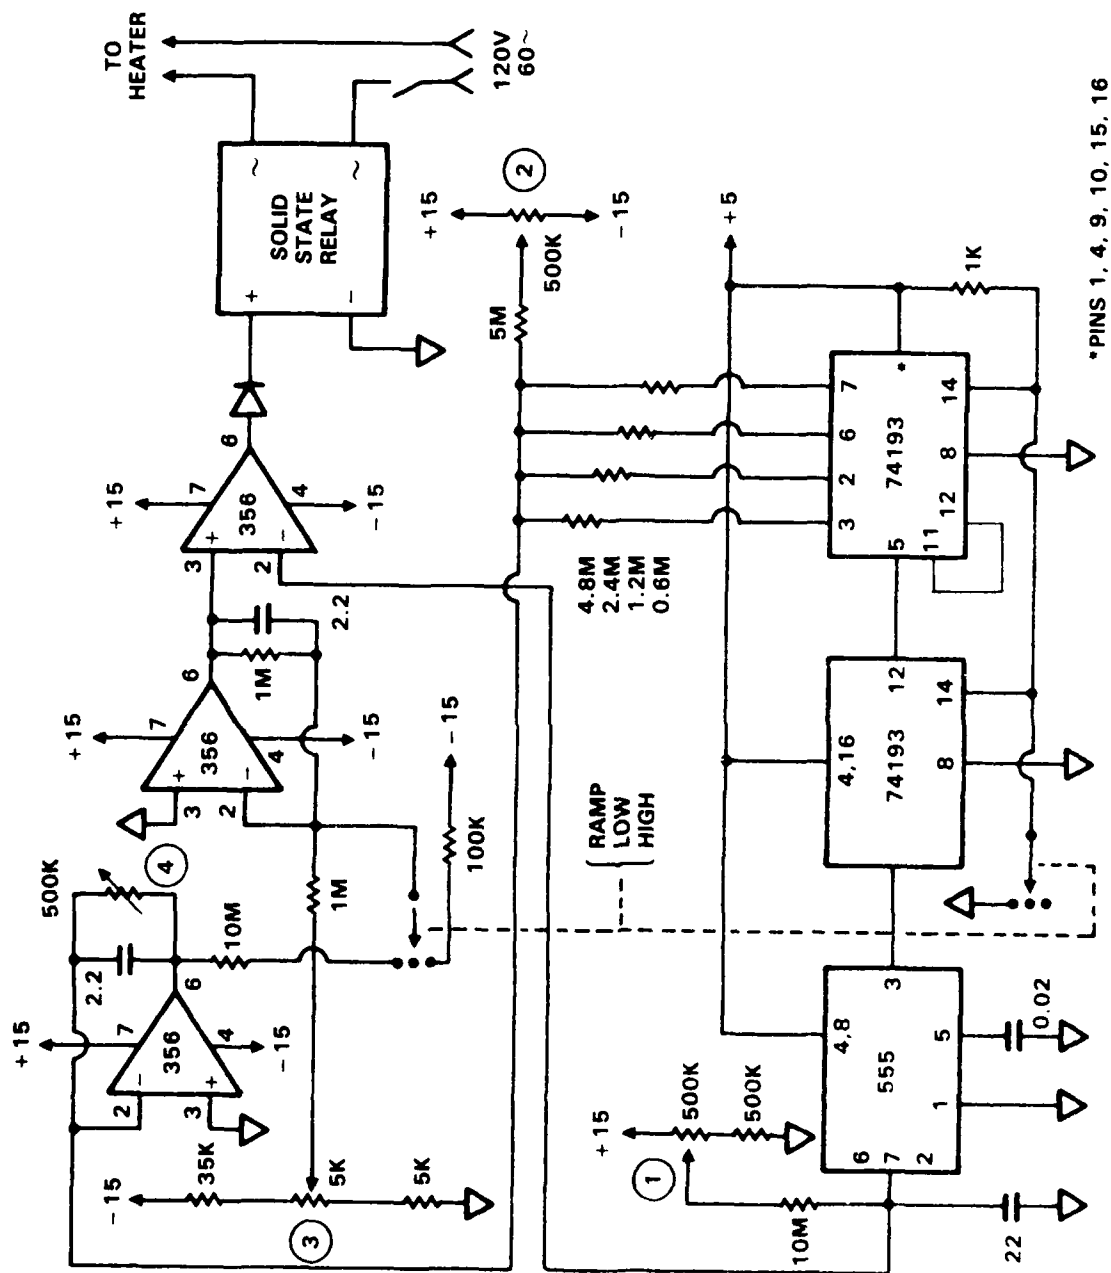 +15
-15
500K
+15
+15
TO
HEATER
2
7
2.2
4
7
7
3
356
6
3
356
6
3
356
6
+
-
+
-
+
-
4
2
4
2
4
-15
10M
1M
2.2
-15
-15
35K
SOLID
STATE
RELAY
+
-
~
~
3
5K
1M
5K
100K
-15
120V
60~
+15
2
5M
500K
-15
RAMP
LOW
HIGH
4.8M
2.4M
1.2M
0.6M
+15
1
500K
500K
10M
+5
6
7
2
4,8
555
3
1
5
4,16
74193
12
8
14
3
2
6
7
5
74193
*
11
12
8
14
1K
22
0.02
*PINS 1, 4, 9, 10, 15, 16